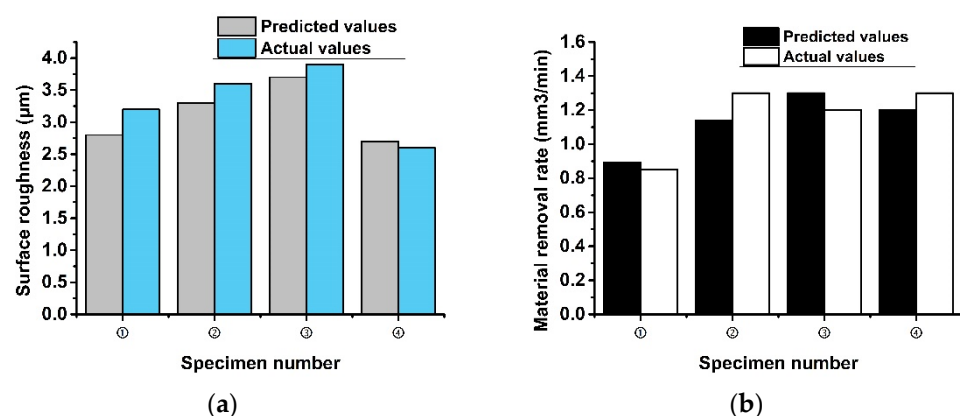 Predicted values
Actual values
4.0
3.5
3.0
2.5
2.0
1.5
1.0
0.5
0.0
Surface roughness (μm)
① ② ③ ④
Specimen number
(a)
Predicted values
Actual values
1.6
1.4
1.2
1.0
0.8
0.6
0.4
0.2
0.0
Material removal rate (mm3/min)
① ② ③ ④
Specimen number
(b)